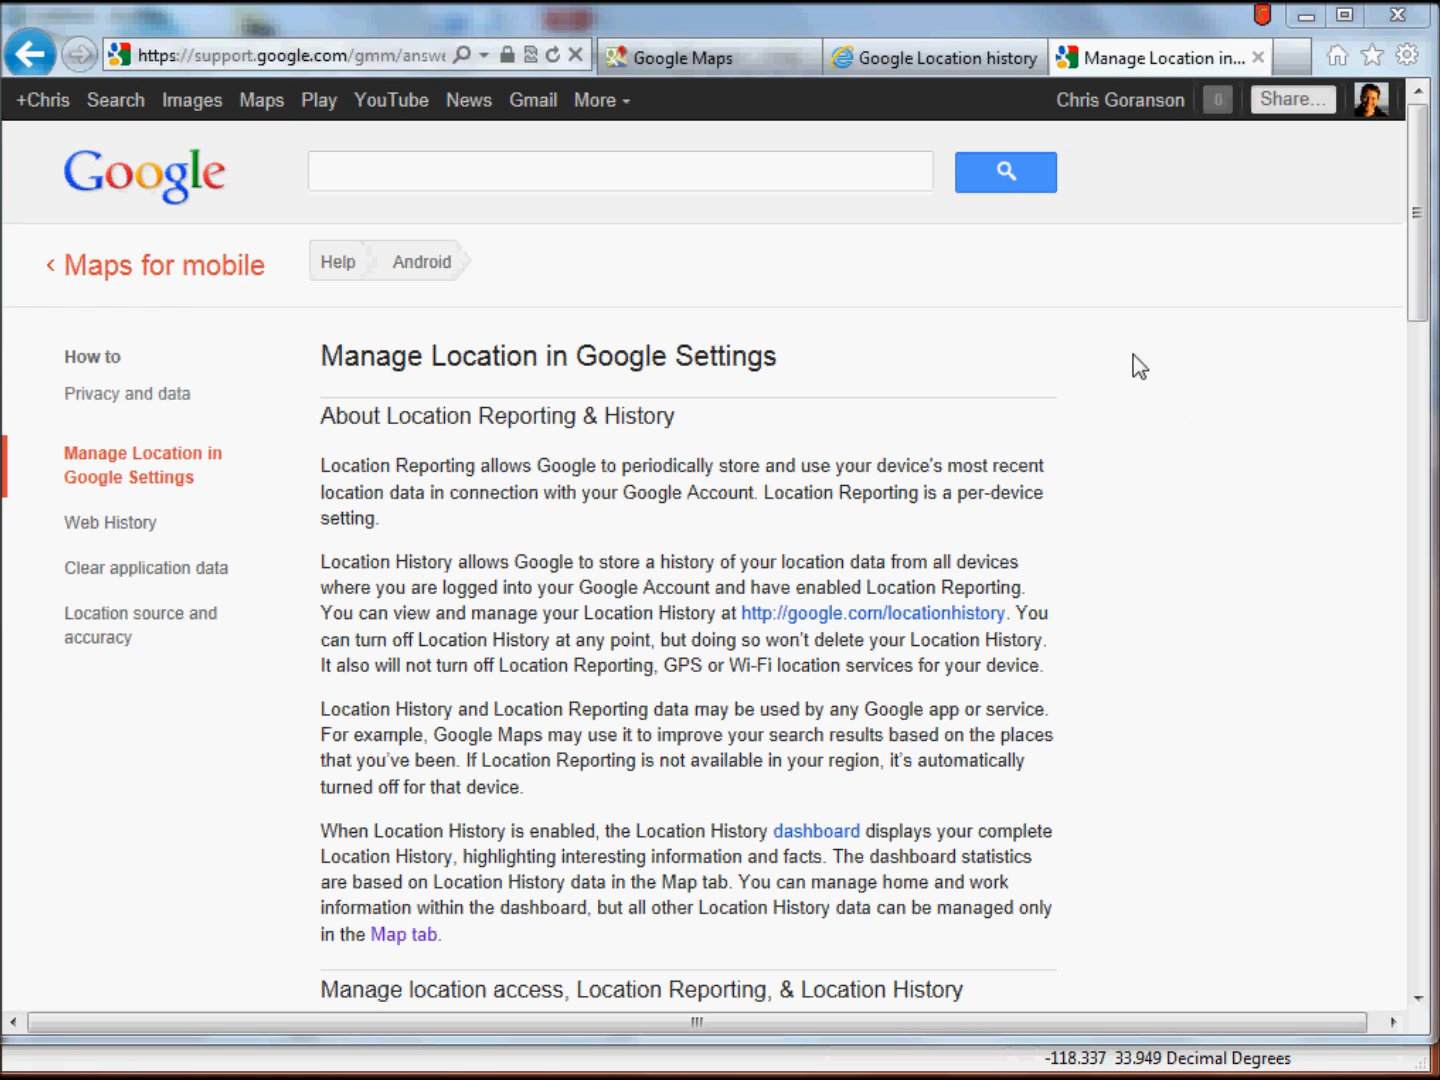 https://support.google.com/gmm/answe
Google Maps
Google Location history
Manage Location in...
+Chris Search Images Maps Play YouTube News Gmail More
Chris Goranson 0 Share...
Google
Maps for mobile
Help Android
How to
Privacy and data
Manage Location in
Google Settings
Web History
Clear application data
Location source and
accuracy
Manage Location in Google Settings
About Location Reporting & History
Location Reporting allows Google to periodically store and use your device's most recent
location data in connection with your Google Account. Location Reporting is a per-device
setting.
Location History allows Google to store a history of your location data from all devices
where you are logged into your Google Account and have enabled Location Reporting.
You can view and manage your Location History at http://google.com/locationhistory. You
can turn off Location History at any point, but doing so won't delete your Location History.
It also will not turn off Location Reporting, GPS or Wi-Fi location services for your device.
Location History and Location Reporting data may be used by any Google app or service.
For example, Google Maps may use it to improve your search results based on the places
that you've been. If Location Reporting is not available in your region, it's automatically
turned off for that device.
When Location History is enabled, the Location History dashboard displays your complete
Location History, highlighting interesting information and facts. The dashboard statistics
are based on Location History data in the Map tab. You can manage home and work
information within the dashboard, but all other Location History data can be managed only
in the Map tab.
Manage location access, Location Reporting, & Location History
-118.337 33.949 Decimal Degrees